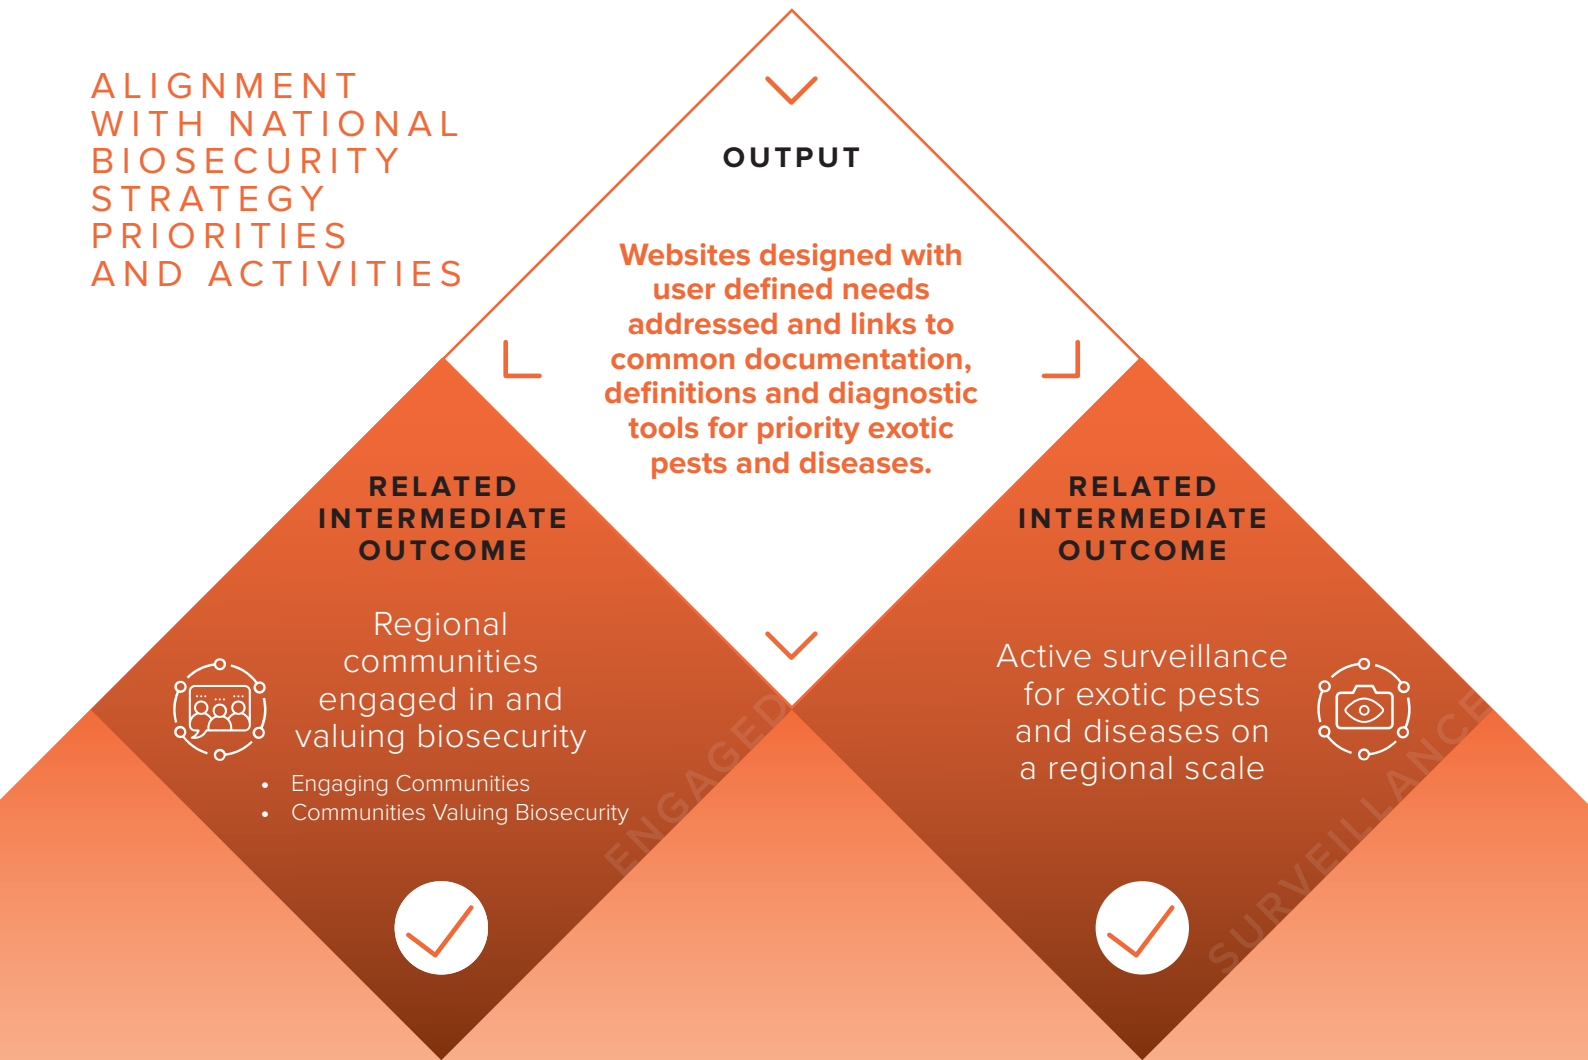 ALIGNMENT
WITH NATIONAL
BIOSECURITY
STRATEGY
PRIORITIES
AND ACTIVITIES
OUTPUT
Websites designed with
user defined needs
addressed and links to
common documentation,
definitions and diagnostic
tools for priority exotic
pests and diseases.
RELATED
INTERMEDIATE
OUTCOME
Regional
communities
engaged in and
valuing biosecurity
• Engaging Communities
• Communities Valuing Biosecurity
ENGAGED
RELATED
INTERMEDIATE
OUTCOME
Active surveillance
for exotic pests
and diseases on
a regional scale
SURVEILLANCE